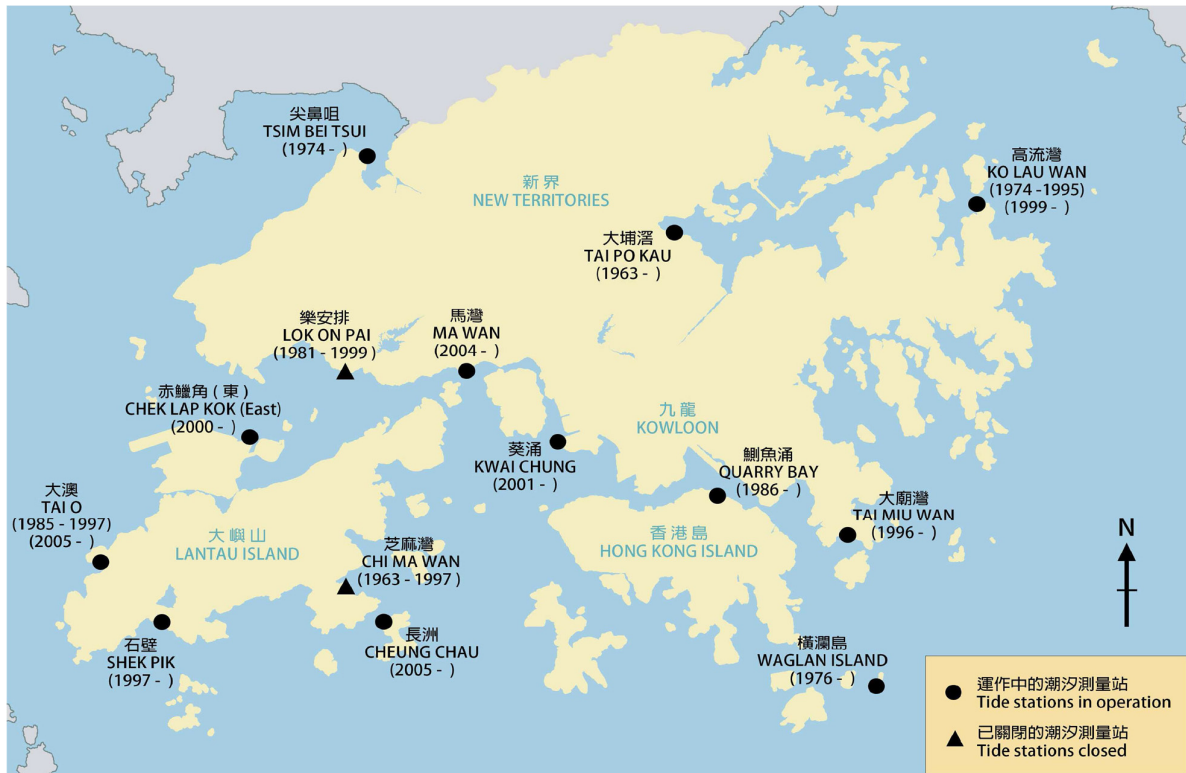 尖鼻咀
TSIM BEI TSUI
(1974 - )
高流灣
KO LAU WAN
(1974 -1995)
(1999 - )
新界
NEW TERRITORIES
大埔滘
TAI PO KAU
(1963 - )
樂安排
LOK ON PAI
(1981 - 1999 )
馬灣
MA WAN
(2004 - )
赤鱲角 ( 東 )
CHEK LAP KOK (East)
(2000 - )
九龍
KOWLOON
葵涌
KWAI CHUNG
(2001 - )
鰂魚涌
QUARRY BAY
(1986 - )
大澳
TAI O
(1985 - 1997)
(2005 - )
大廟灣
TAI MIU WAN
(1996 - )
大嶼山
LANTAU ISLAND
香港島
HONG KONG ISLAND
芝麻灣
CHI MA WAN
(1963 - 1997 )
N
石壁
SHEK PIK
(1997 - )
長洲
CHEUNG CHAU
(2005 - )
橫瀾島
WAGLAN ISLAND
(1976 - )
運作中的潮汐測量站
Tide stations in operation
已關閉的潮汐測量站
Tide stations closed